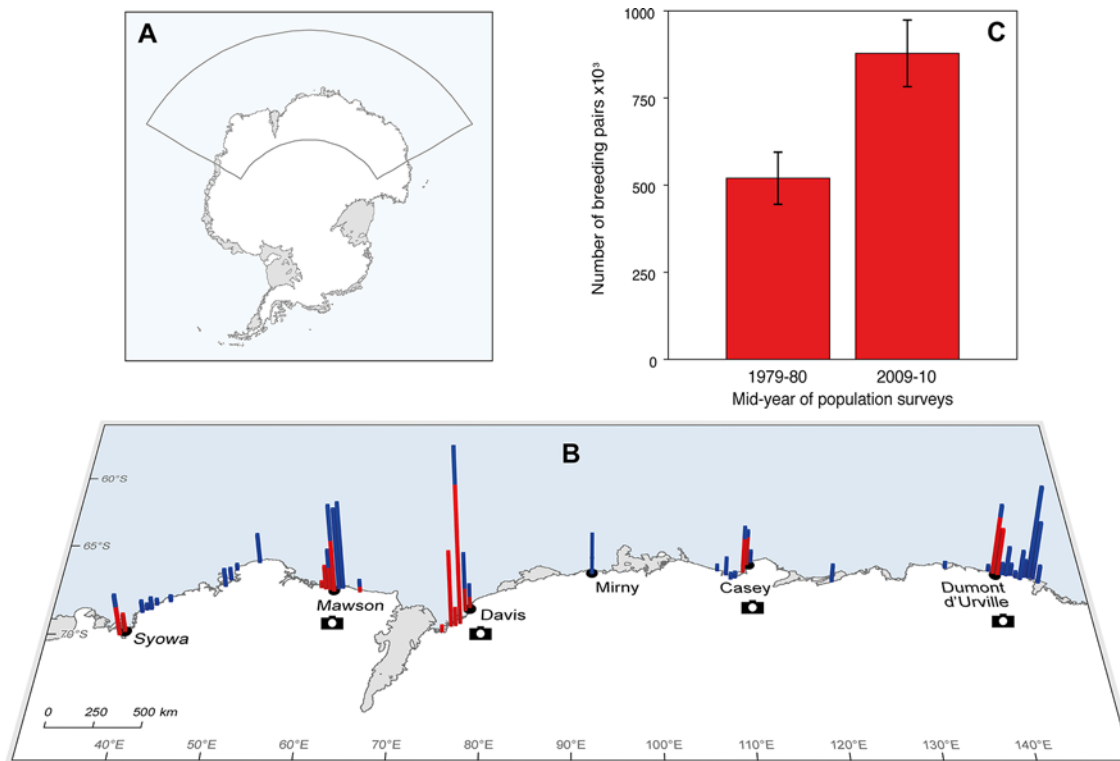 A
C
Number of breeding pairs x10³
1000
750
500
250
0
1979-80
2009-10
Mid-year of population surveys
B
60°S
65°S
70°S
Syowa
Mawson
Davis
Mirny
Casey
Dumont
d'Urville
0 250 500 km
40°E 50°E 60°E 70°E 80°E 90°E 100°E 110°E 120°E 130°E 140°E